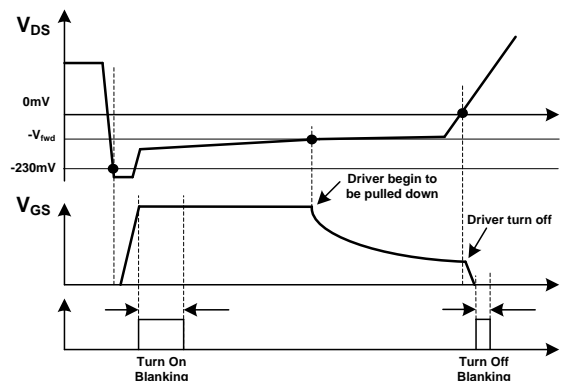 VDS
0mV
-Vfwd
-230mV
Driver begin to
be pulled down
VGS
Driver turn off
Turn On
Blanking
Turn Off
Blanking